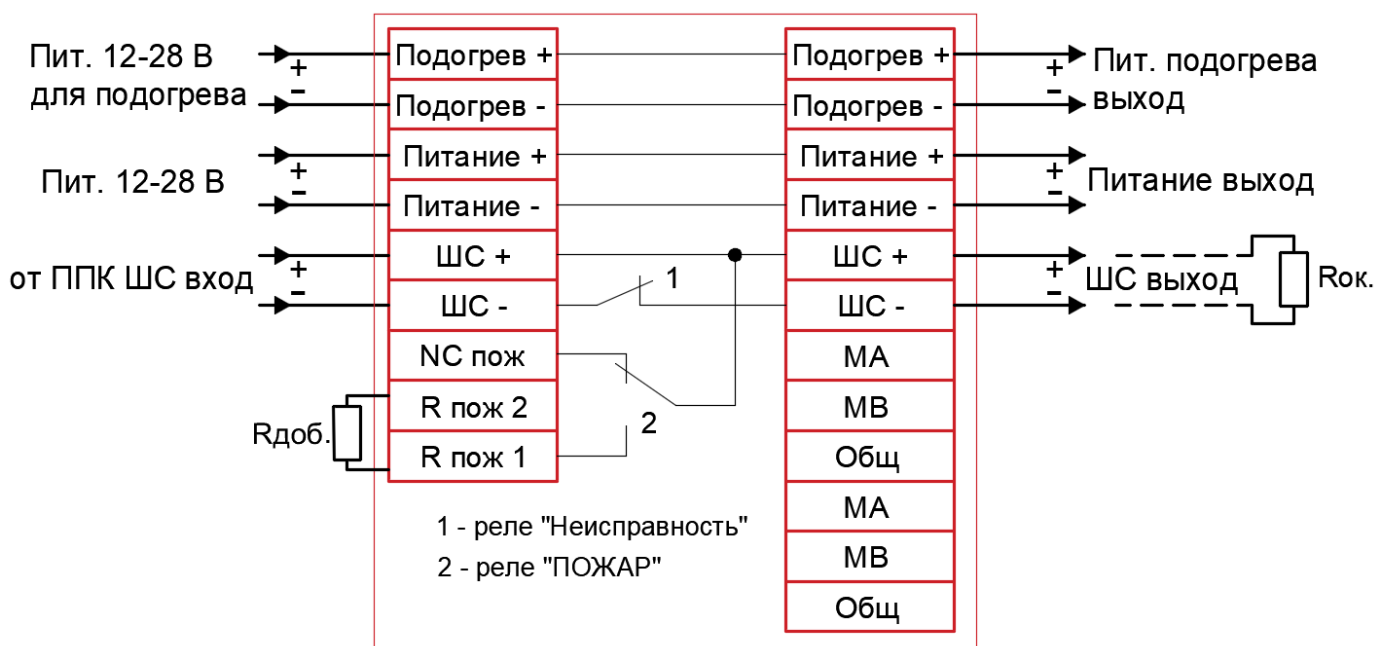 Пит. 12-28 В
для подогрева
+
-
Пит. 12-28 В
+
-
от ППК ШС вход
+
-
Rдоб.
Подогрев +
Подогрев -
Питание +
Питание -
ШС +
ШС -
NC пож
R пож 2
R пож 1
1
2
1 - реле "Неисправность"
2 - реле "ПОЖАР"
Подогрев +
Подогрев -
Питание +
Питание -
ШС +
ШС -
MA
MB
Общ
MA
MB
Общ
+
-
Пит. подогрева
выход
+
-
Питание выход
+
-
ШС выход
Rок.